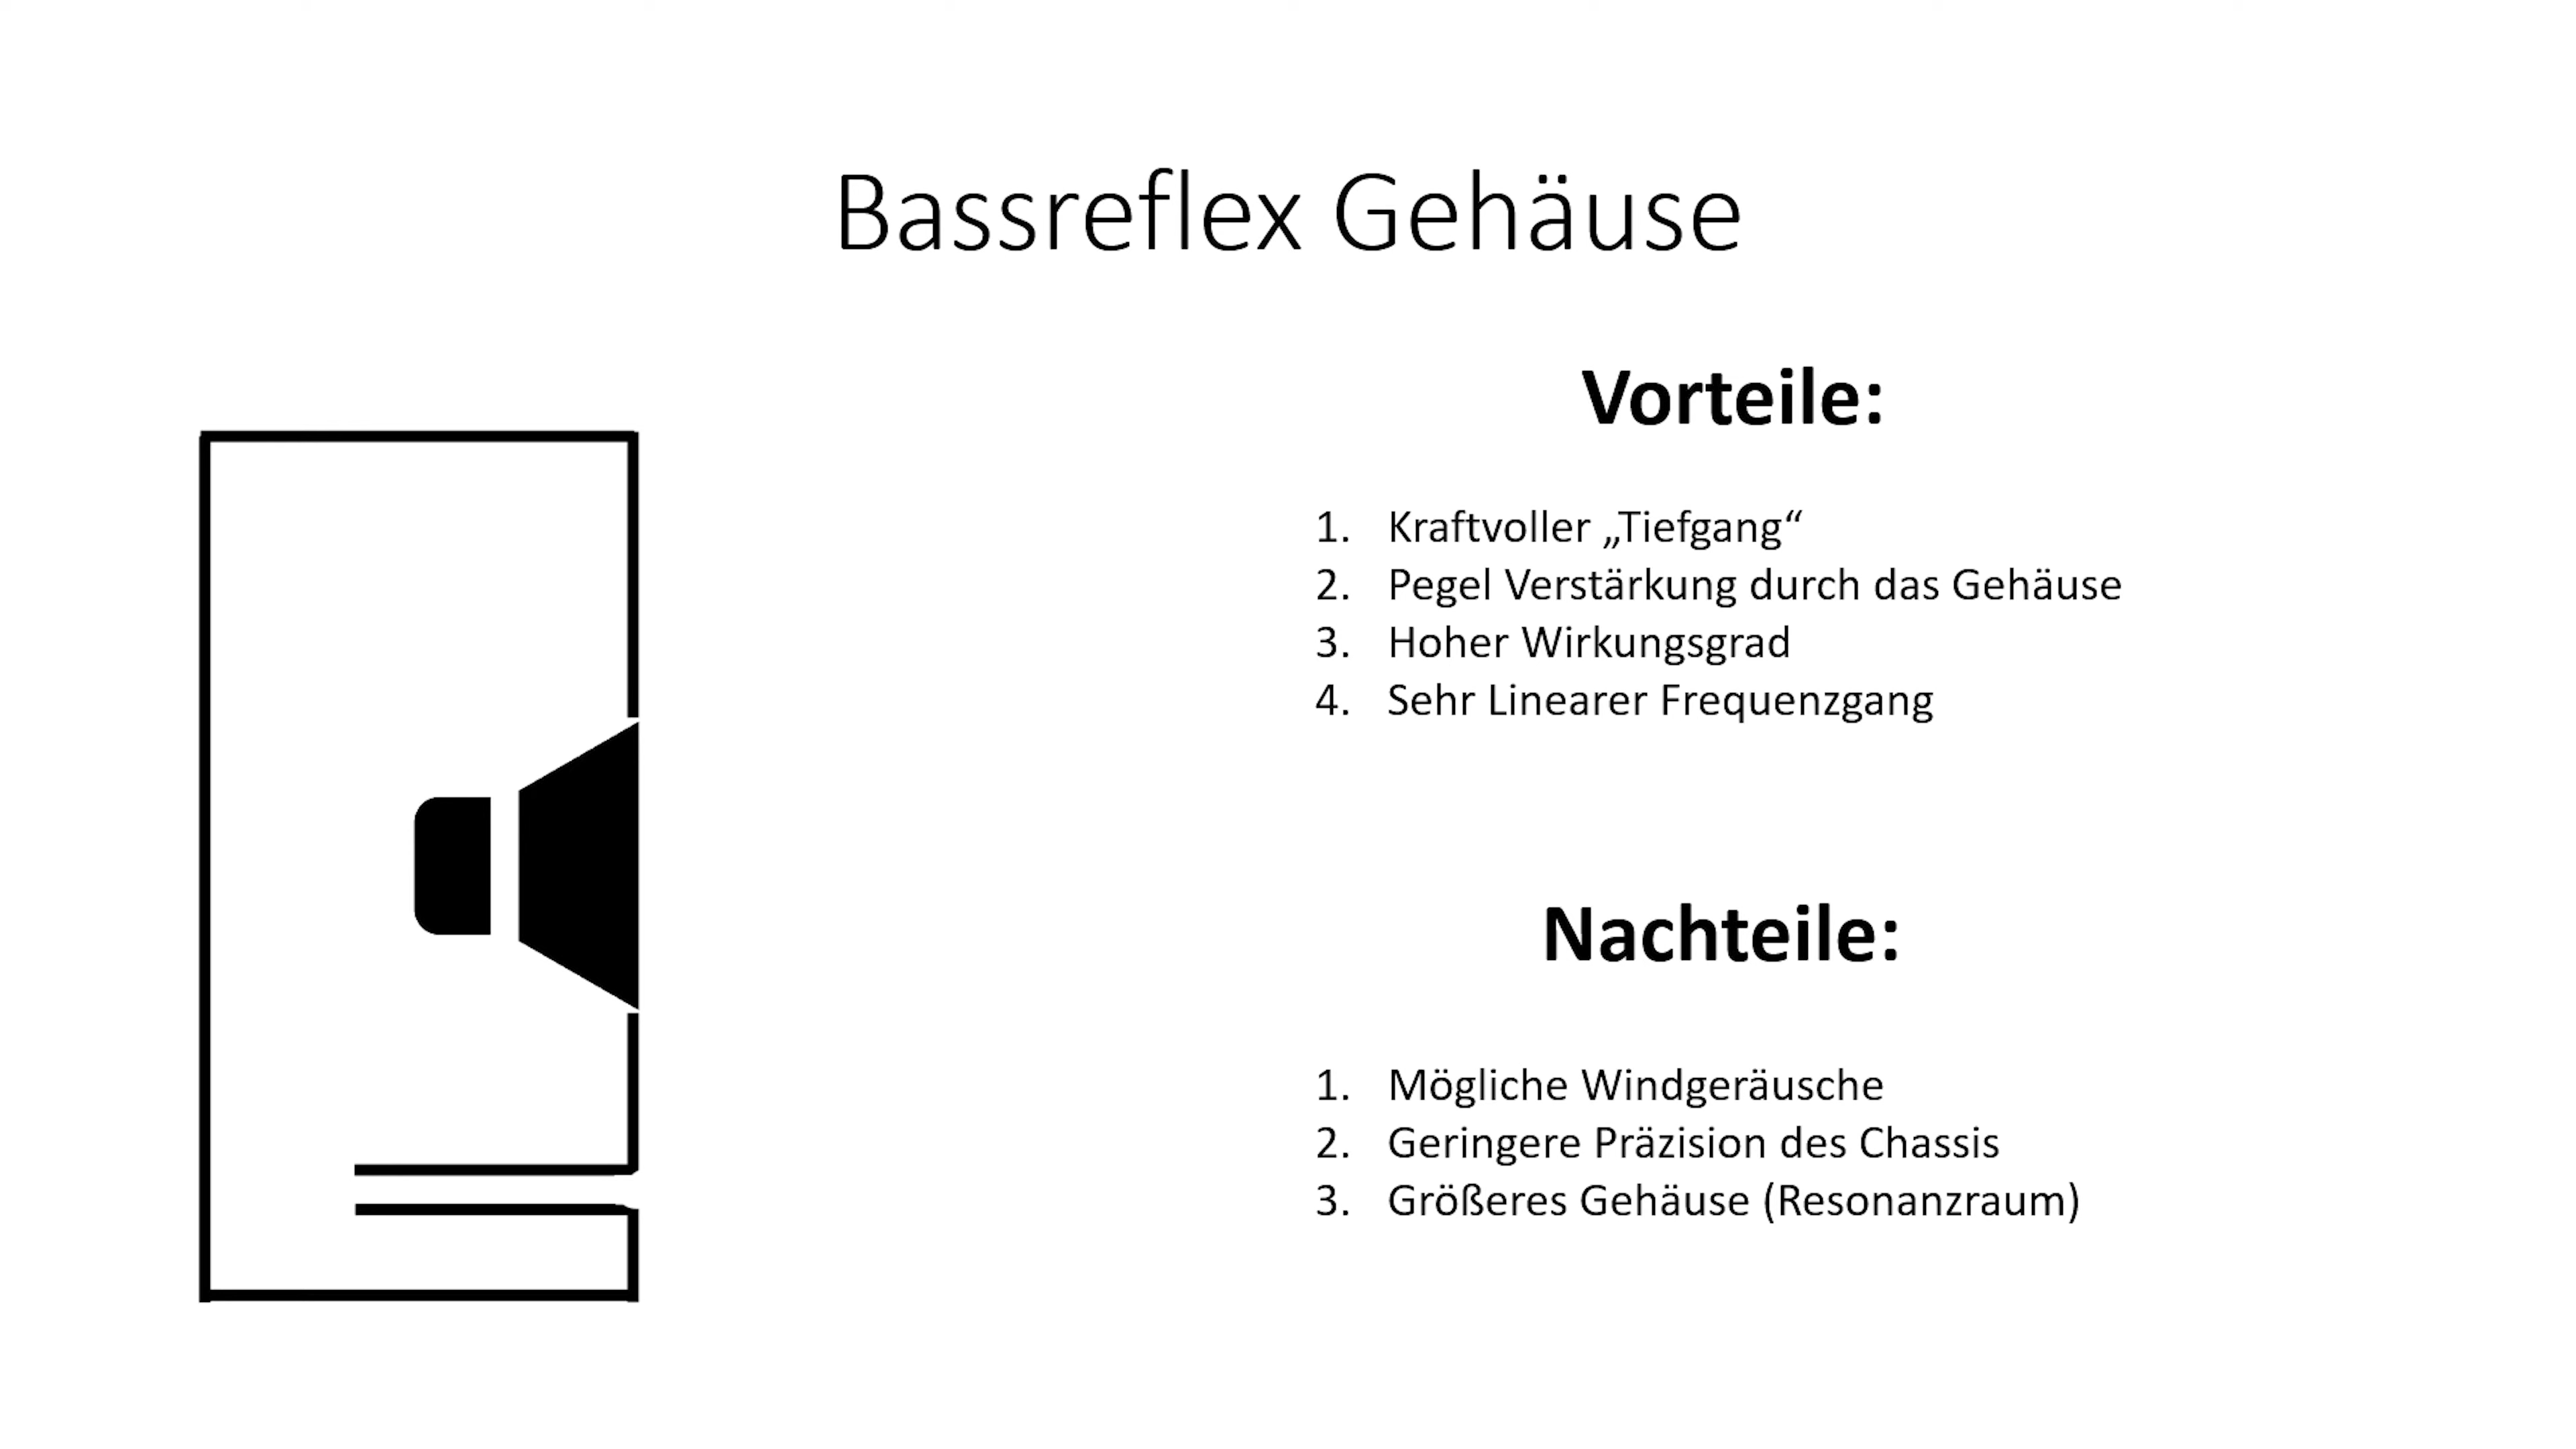 Bassreflex Gehäuse
Vorteile:
1. Kraftvoller „Tiefgang“
2. Pegel Verstärkung durch das Gehäuse
3. Hoher Wirkungsgrad
4. Sehr Linearer Frequenzgang
Nachteile:
1. Mögliche Windgeräusche
2. Geringere Präzision des Chassis
3. Größeres Gehäuse (Resonanzraum)